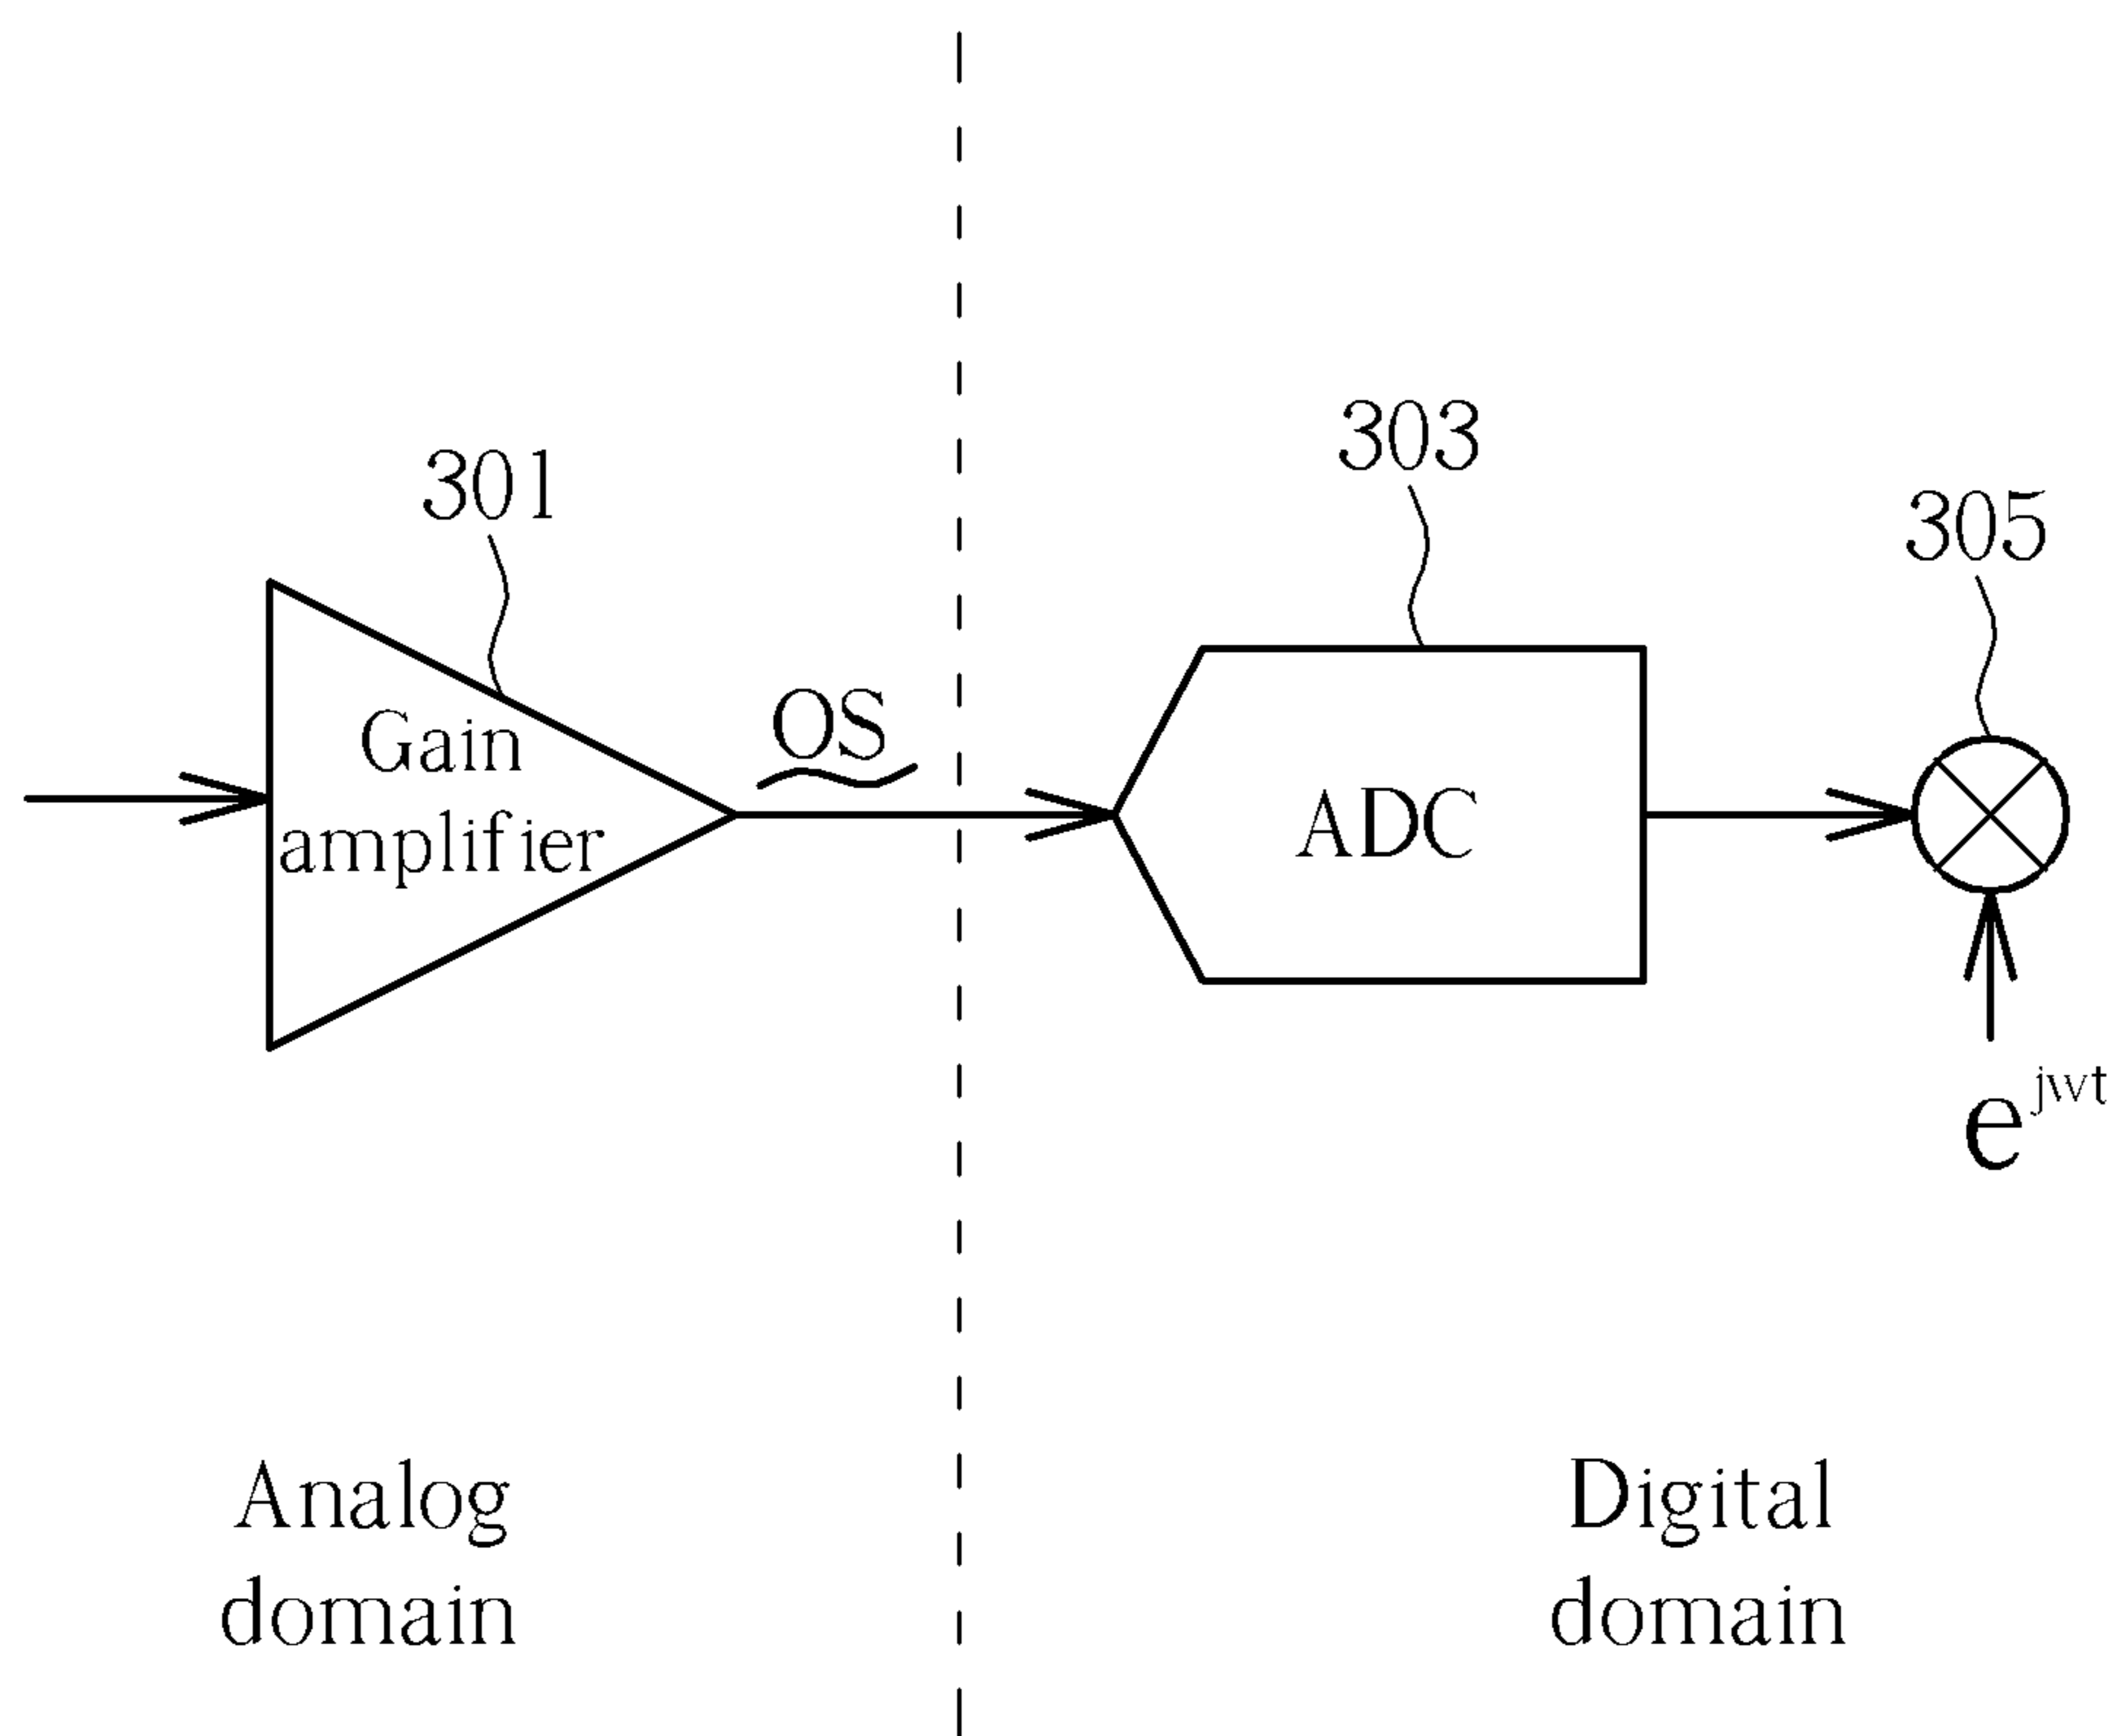 303
301
305
OS
Gain
amplifier
ADC
e^jwt
Analog
domain
Digital
domain